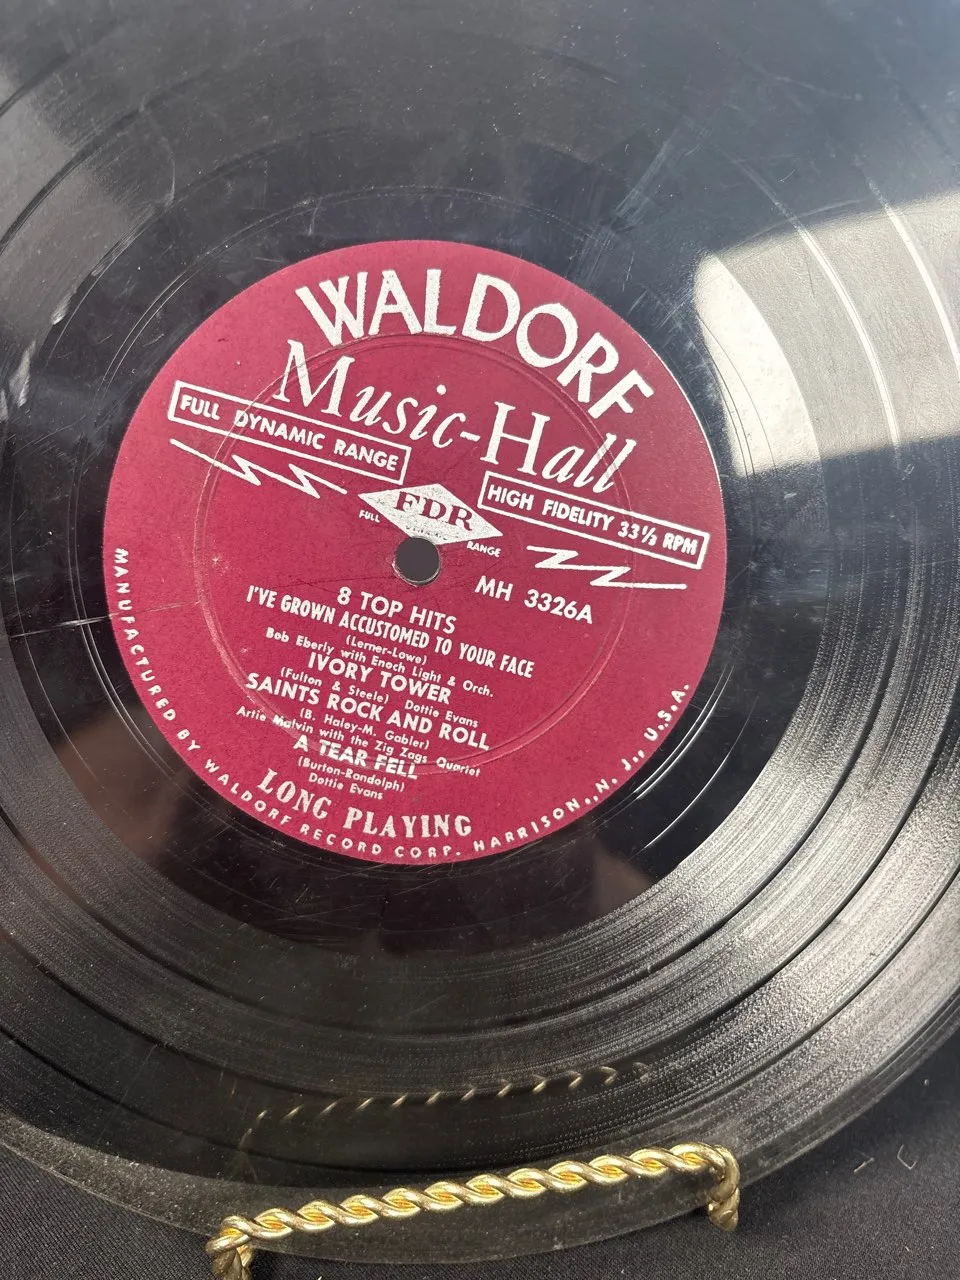 WALDORF
Music-Hall
FULL DYNAMIC RANGE
HIGH FIDELITY 33⅓ RPM
FDR
FULL
RANGE
MH 3326A
8 TOP HITS
I'VE GROWN ACCUSTOMED TO YOUR FACE
(Lerner-Lowe)
Bob Eberly with Enoch Light & Orch.
IVORY TOWER
(Fulton & Steele) Dottie Evans
SAINTS ROCK AND ROLL
(B. Haley-M. Gabler)
Artie Malvin with the Zig Zags Quartet
A TEAR FELL
(Burton-Randolph)
Dottie Evans
LONG PLAYING
MANUFACTURED BY WALDORF RECORD CORP. HARRISON, N. J., U.S.A.